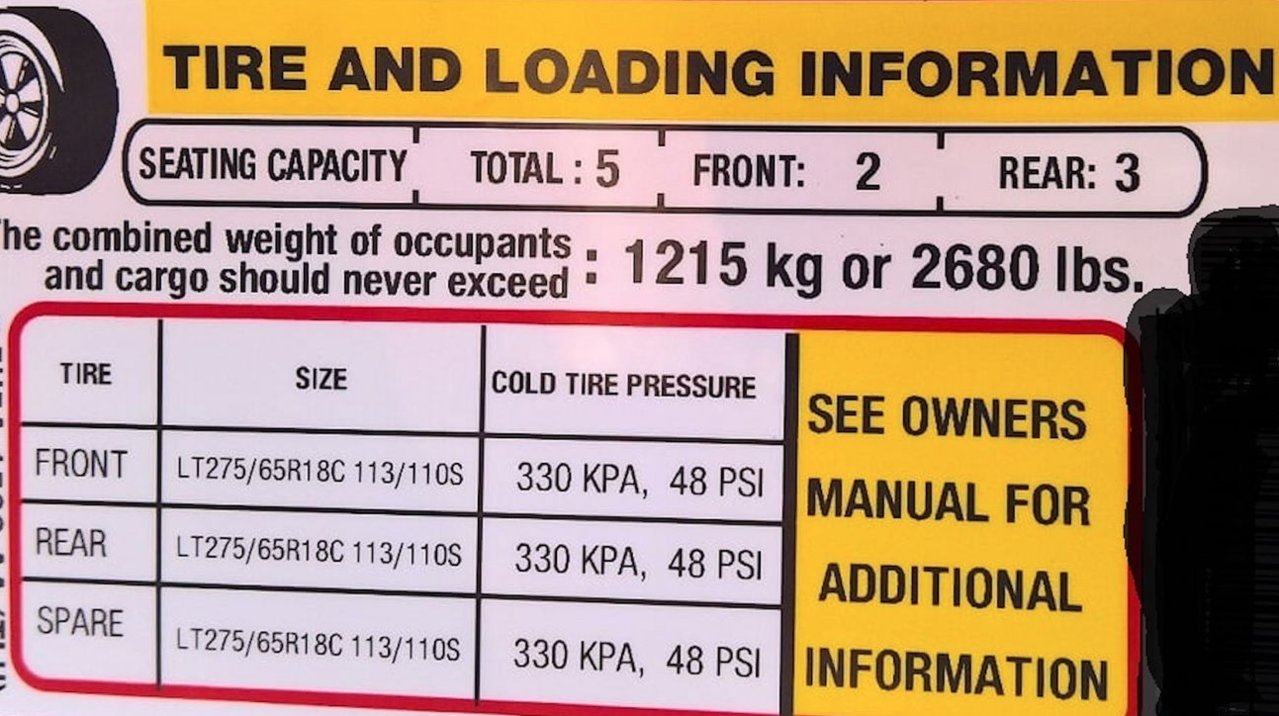 TIRE AND LOADING INFORMATION
SEATING CAPACITY TOTAL : 5 FRONT: 2 REAR: 3
he combined weight of occupants
and cargo should never exceed : 1215 kg or 2680 lbs.
TIRE SIZE COLD TIRE PRESSURE
FRONT LT275/65R18C 113/110S 330 KPA, 48 PSI
REAR LT275/65R18C 113/110S 330 KPA, 48 PSI
SPARE LT275/65R18C 113/110S 330 KPA, 48 PSI
SEE OWNERS
MANUAL FOR
ADDITIONAL
INFORMATION